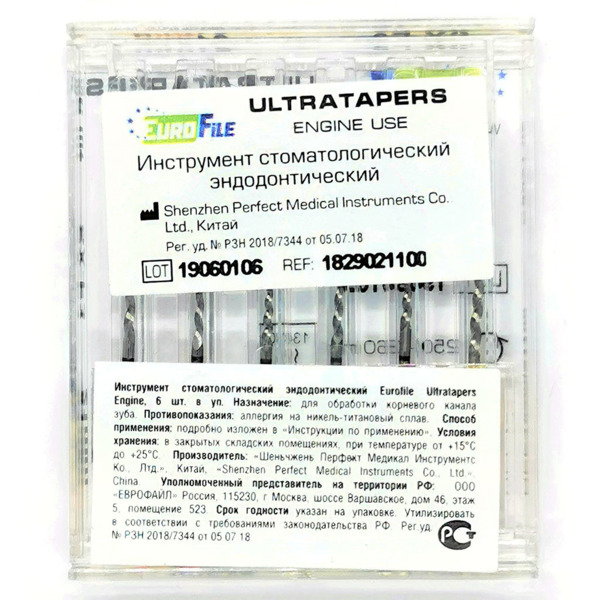 EUROFILE
ULTRATAPERS
ENGINE USE
Инструмент стоматологический
эндодонтический
Shenzhen Perfect Medical Instruments Co.
Ltd., Китай
Рег. уд. № РЗН 2018/7344 от 05.07.18
LOT 19060106 REF: 1829021100
Инструмент стоматологический эндодонтический Eurofile Ultratapers
Engine, 6 шт. в уп. Назначение: для обработки корневого канала
зуба. Противопоказания: аллергия на никель-титановый сплав. Способ
применения: подробно изложен в «Инструкции по применению». Условия
хранения: в закрытых складских помещениях, при температуре от +15°С
до +25°С. Производитель: «Шеньчжень Перфект Медикал Инструментс
Ко., Лтд.». Китай, «Shenzhen Perfect Medical Instruments Co., Ltd.»
China. Уполномоченный представитель на территории РФ: ООО
«ЕВРОФАЙЛ» Россия, 115230, г Москва, шоссе Варшавское, дом 46, этаж
5, помещение 523. Срок годности указан на упаковке. Утилизировать
в соответствии с требованиями законодательства РФ Рег.уд.
№ РЗН 2018/7344 от 05.07 18
РСТ